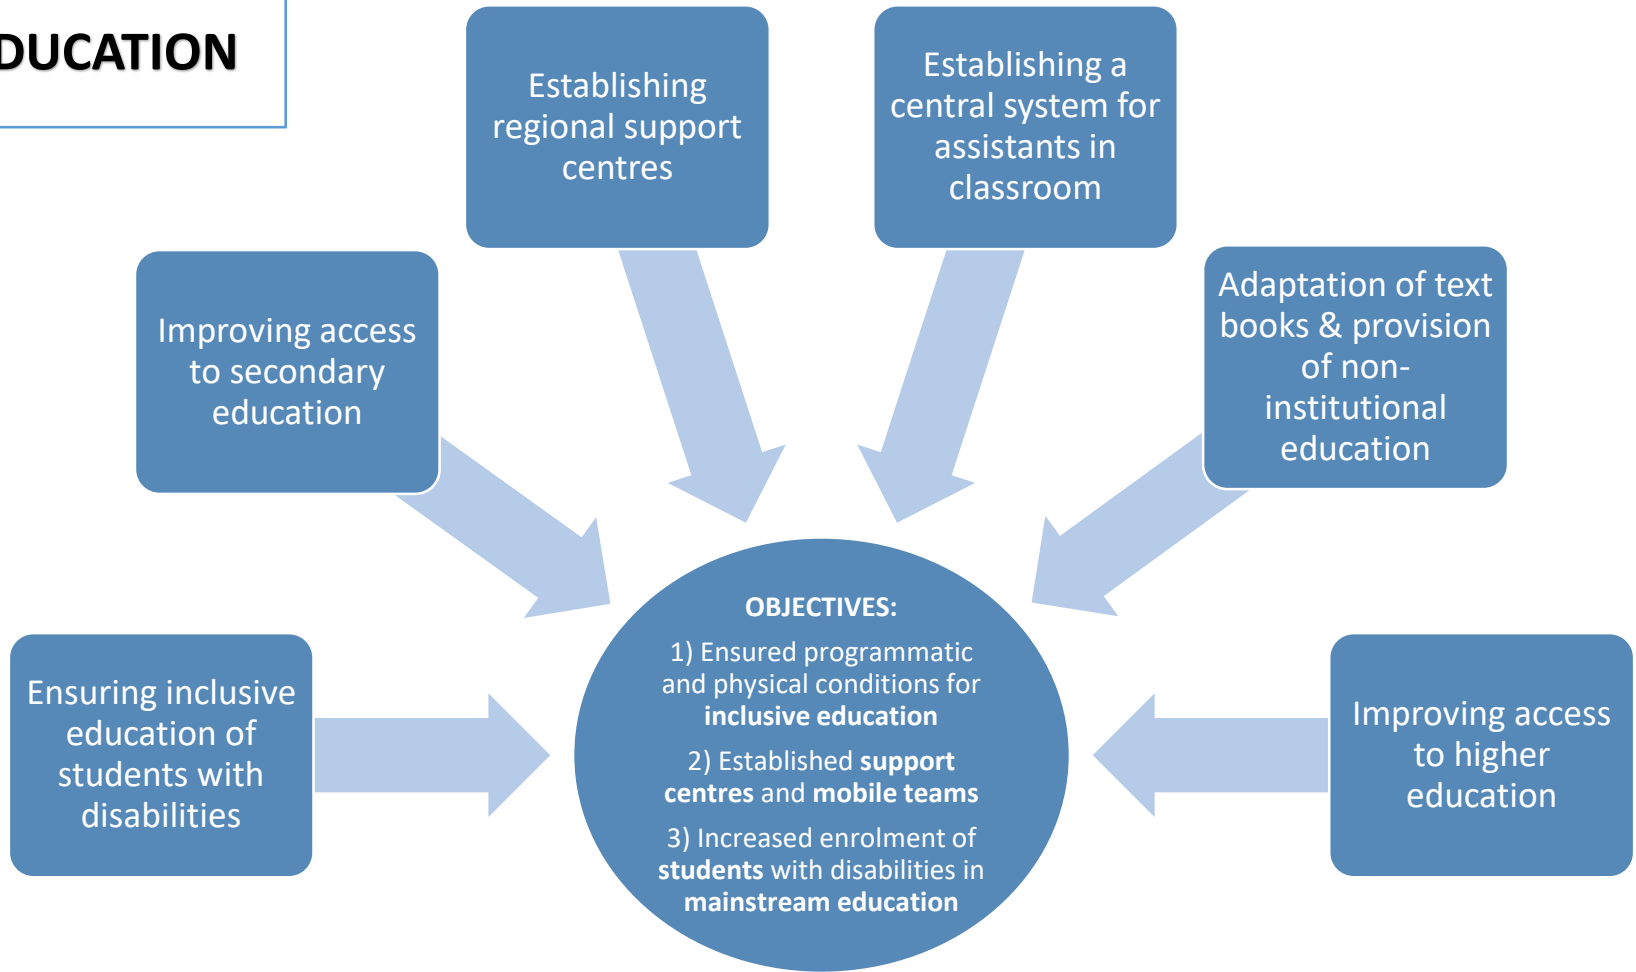 DUCATION
Establishing
regional support
centres
Establishing a
central system for
assistants in
classroom
Improving access
to secondary
education
Adaptation of text
books & provision
of non-
institutional
education
Ensuring inclusive
education of
students with
disabilities
OBJECTIVES:
1) Ensured programmatic
and physical conditions for
inclusive education
2) Established support
centres and mobile teams
3) Increased enrolment of
students with disabilities in
mainstream education
Improving access
to higher
education